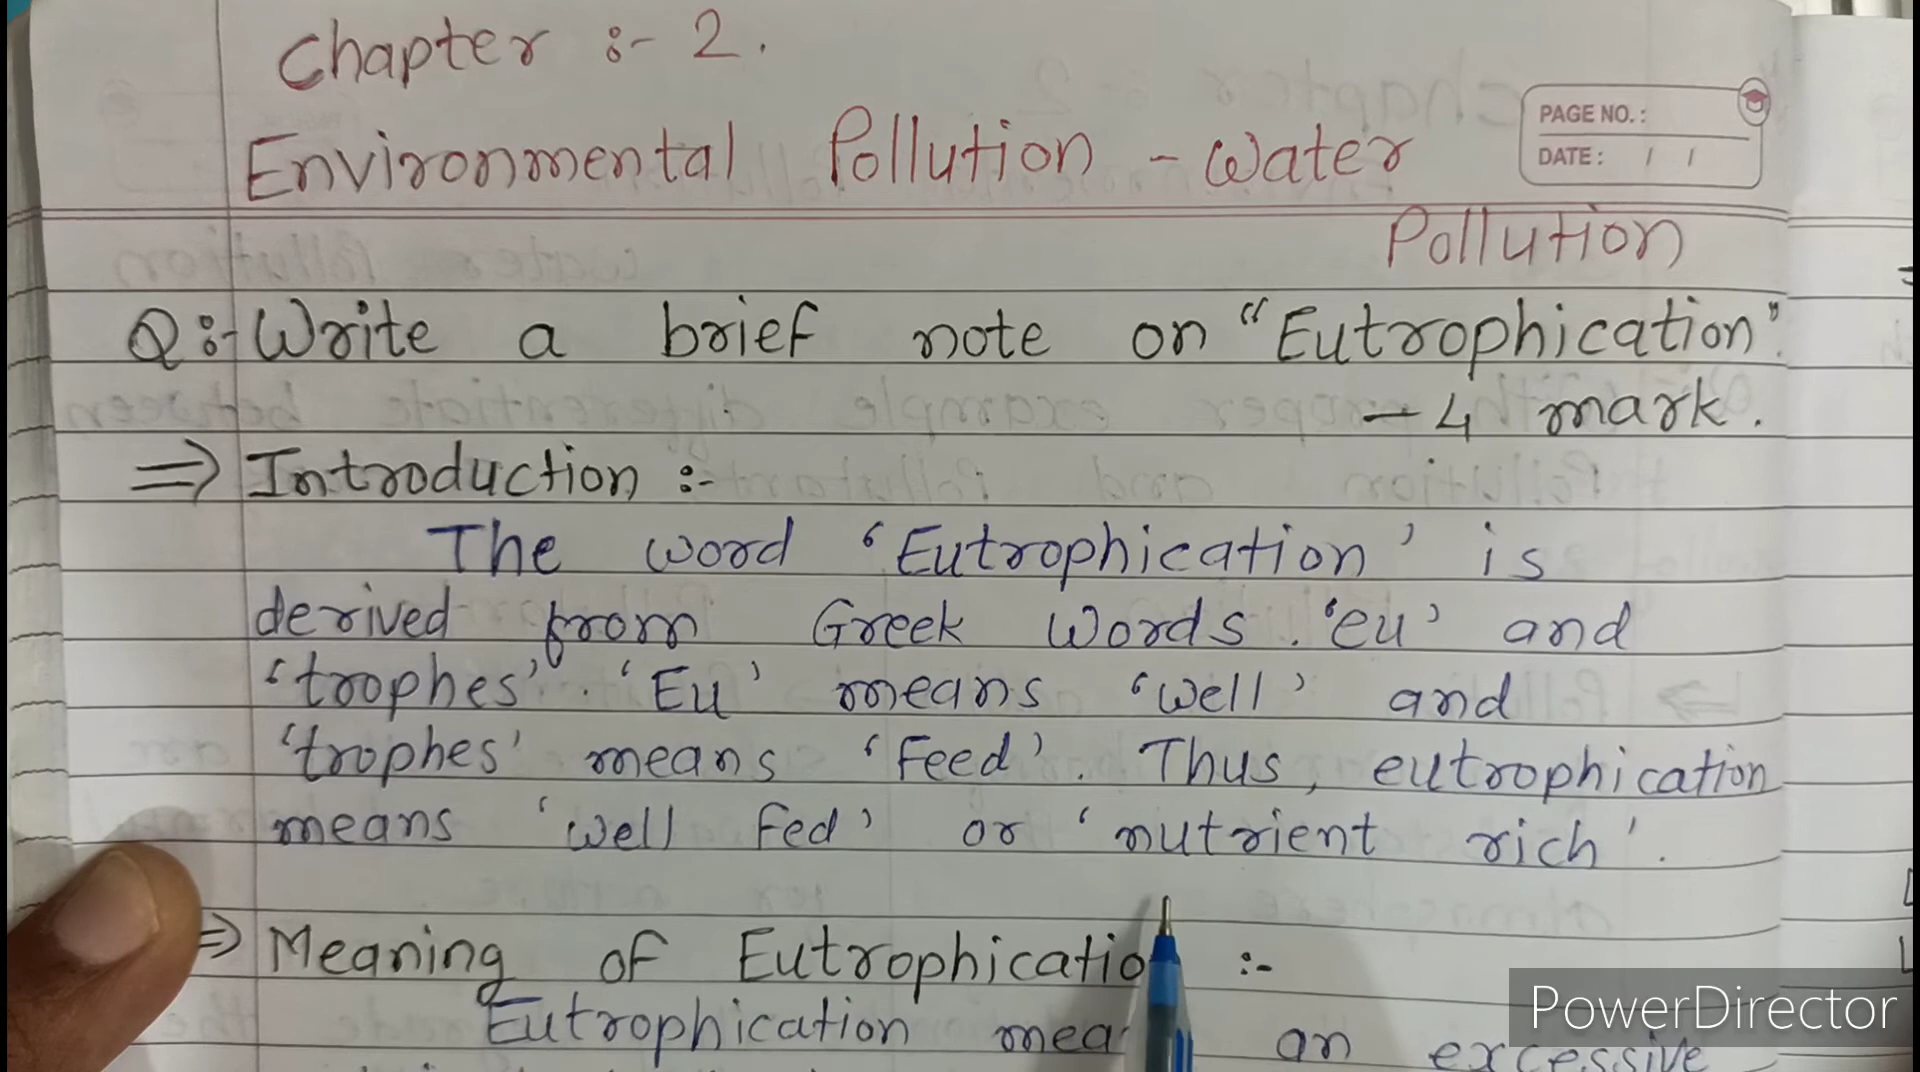 Chapter :- 2.
Environmental Pollution - Water
PAGE NO.:
DATE: / /
Pollution
Q:- Write a brief note on "Eutrophication".
- 4 mark.
⇒ Introduction :-
The word 'Eutrophication' is
derived from Greek words. 'eu' and
'trophes'. 'Eu' means 'well' and
'trophes' means 'Feed'. Thus, eutrophication
means 'well Fed' or 'nutrient rich'.
⇒ Meaning of Eutrophicatio :-
Eutrophication mea an excessive
PowerDirector